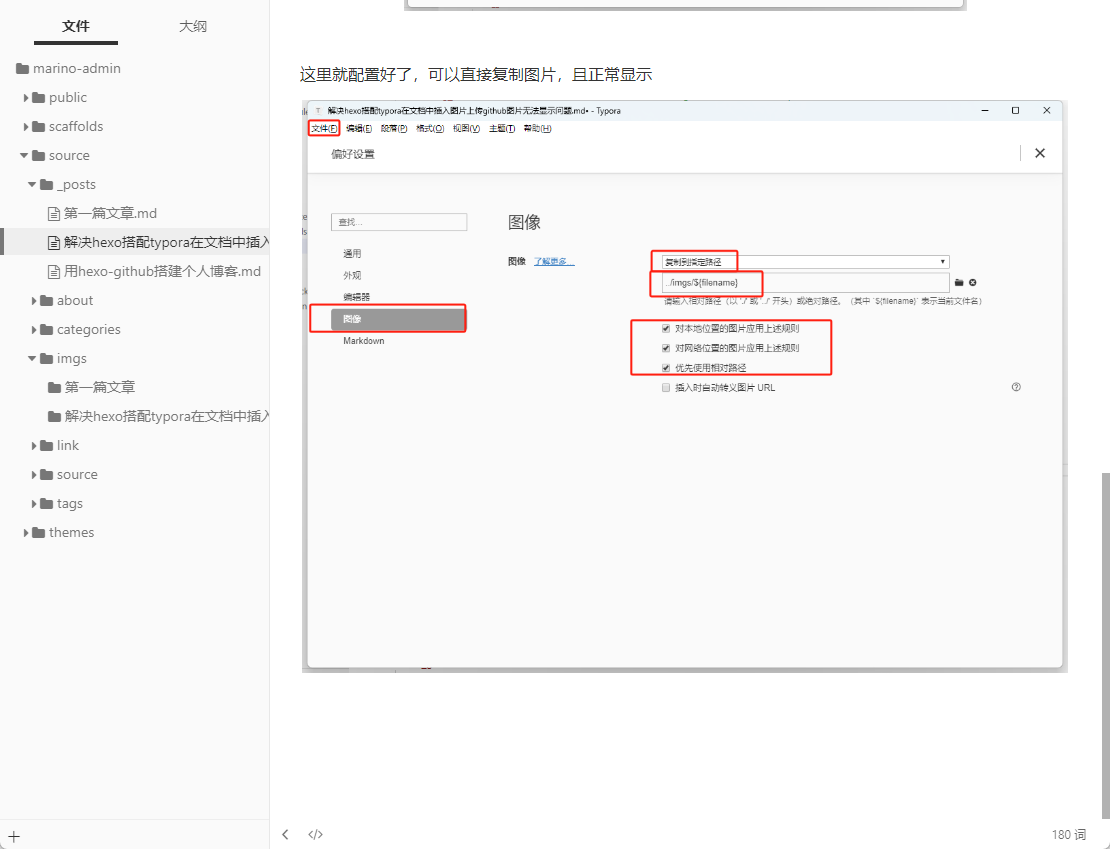 文件 大纲
marino-admin
public
scaffolds
source
_posts
第一篇文章.md
解决hexo搭配typora在文档中插入
用hexo-github搭建个人博客.md
about
categories
imgs
第一篇文章
解决hexo搭配typora在文档中插入
link
source
tags
themes
这里就配置好了，可以直接复制图片，且正常显示
解决hexo搭配typora在文档中插入图片上传github图片无法显示问题.md• - Typora
文件(F) 编辑(E) 段落(P) 格式(O) 视图(V) 主题(T) 帮助(H)
偏好设置
查找...
通用
外观
编辑器
图像
Markdown
图像
图像 了解更多...
复制到指定路径
../imgs/${filename}
请输入相对路径（以 './' 或 '../' 开头）或绝对路径。（其中 `${filename}` 表示当前文件名）
对本地位置的图片应用上述规则
对网络位置的图片应用上述规则
优先使用相对路径
插入时自动转义图片 URL
180 词